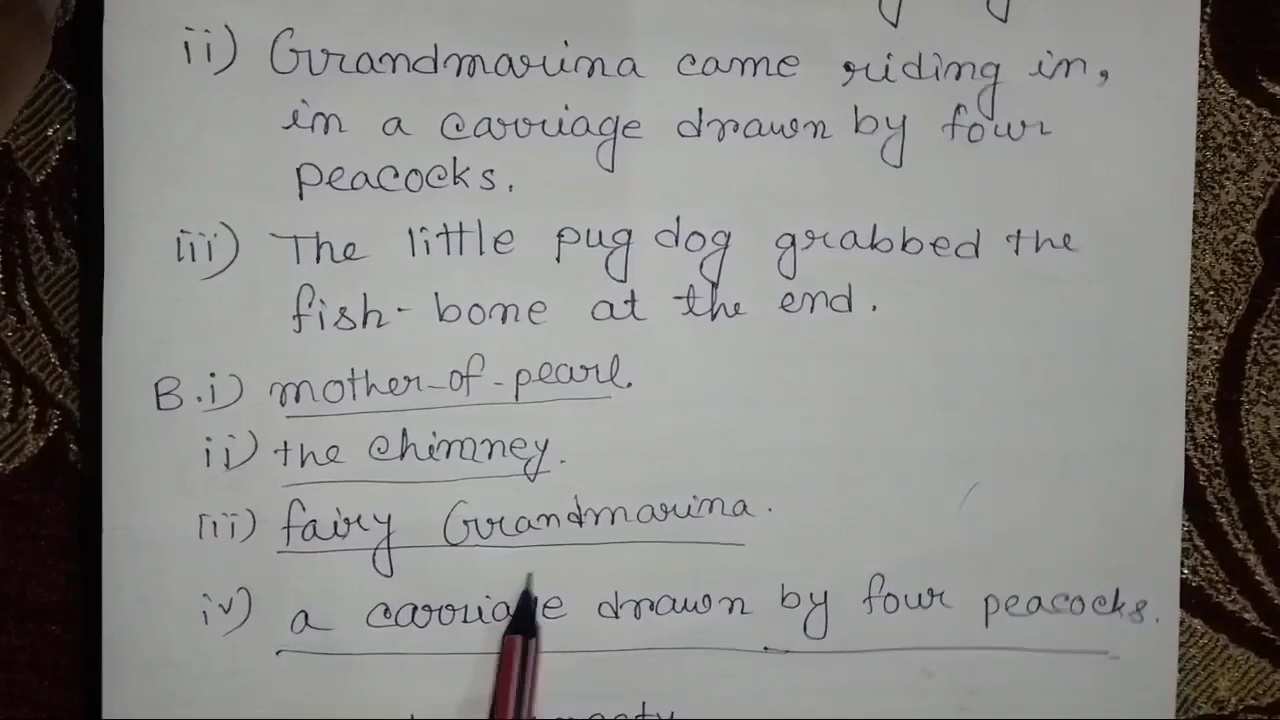 ii) Grandmarina came riding in,
in a carriage drawn by four
peacocks.
iii) The little pug dog grabbed the
fish-bone at the end.
B. i) mother-of-pearl.
ii) the chimney.
iii) fairy Grandmarina.
iv) a carriage drawn by four peacocks.